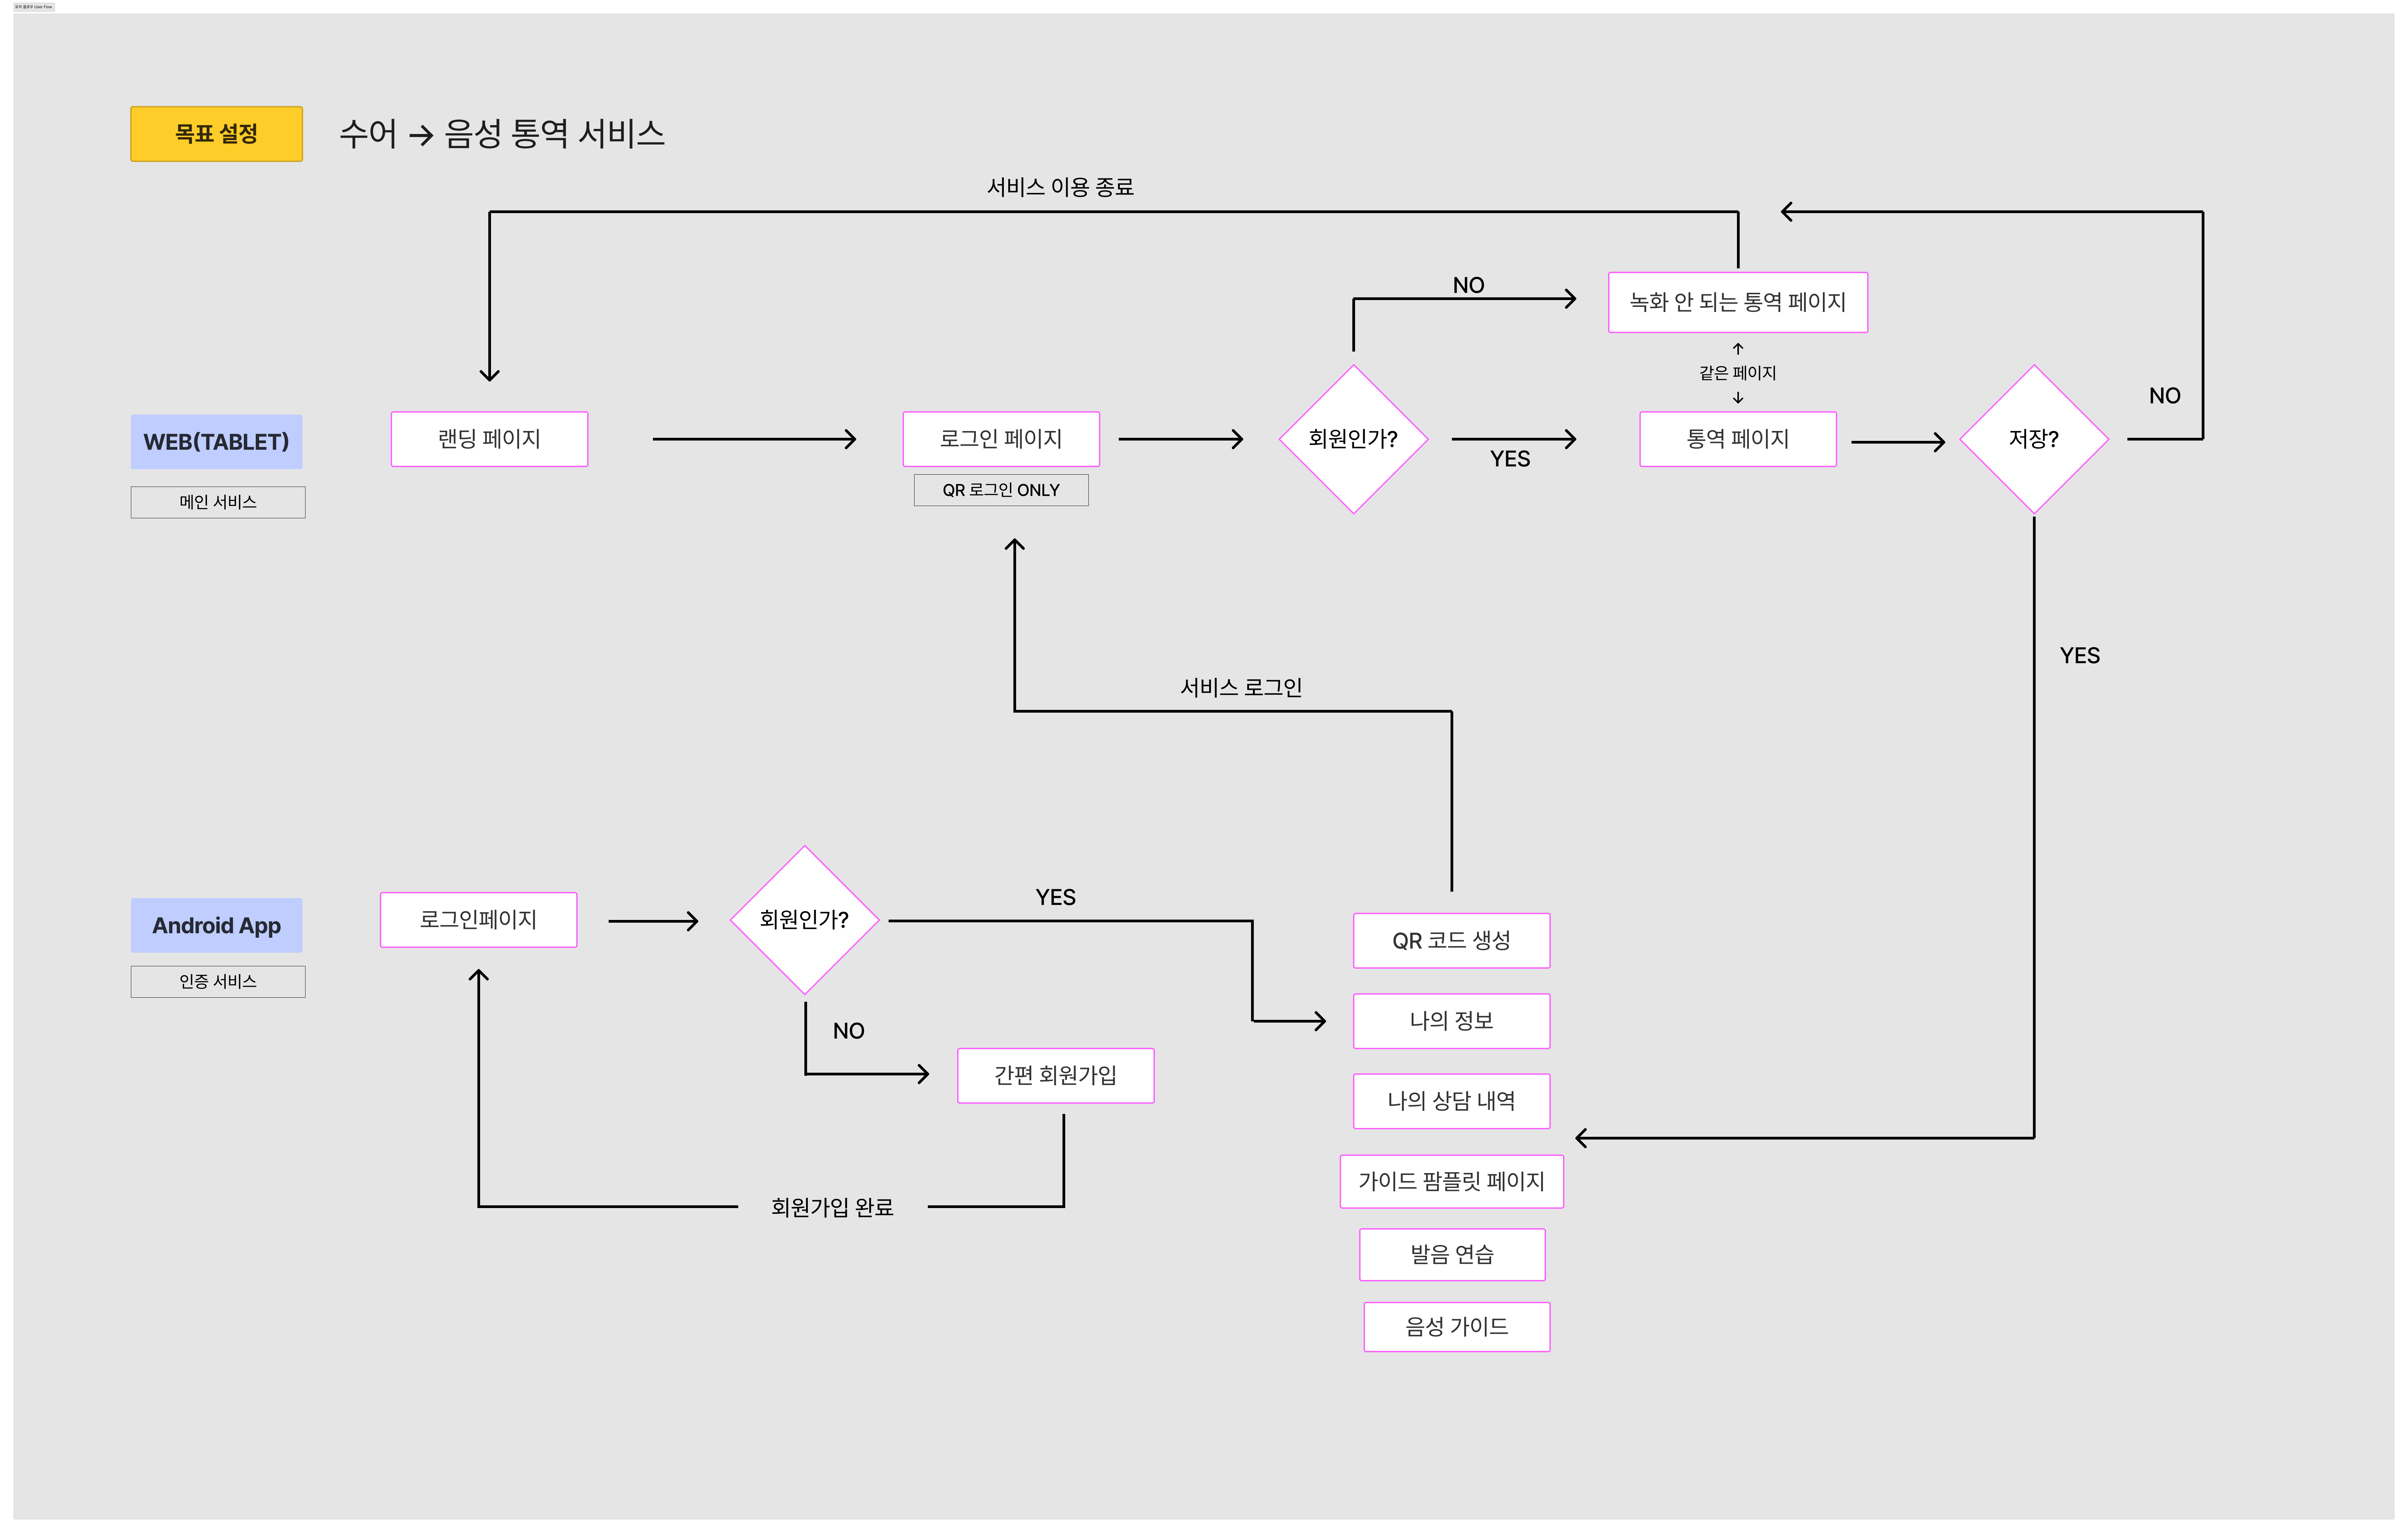 유저 플로우 User Flow
목표 설정
수어 → 음성 통역 서비스
서비스 이용 종료
NO
녹화 안 되는 통역 페이지
↑
같은 페이지
↓
NO
WEB(TABLET)
랜딩 페이지
로그인 페이지
회원인가?
통역 페이지
저장?
YES
메인 서비스
QR 로그인 ONLY
YES
서비스 로그인
Android App
로그인페이지
회원인가?
YES
QR 코드 생성
인증 서비스
NO
나의 정보
간편 회원가입
나의 상담 내역
가이드 팜플릿 페이지
회원가입 완료
발음 연습
음성 가이드